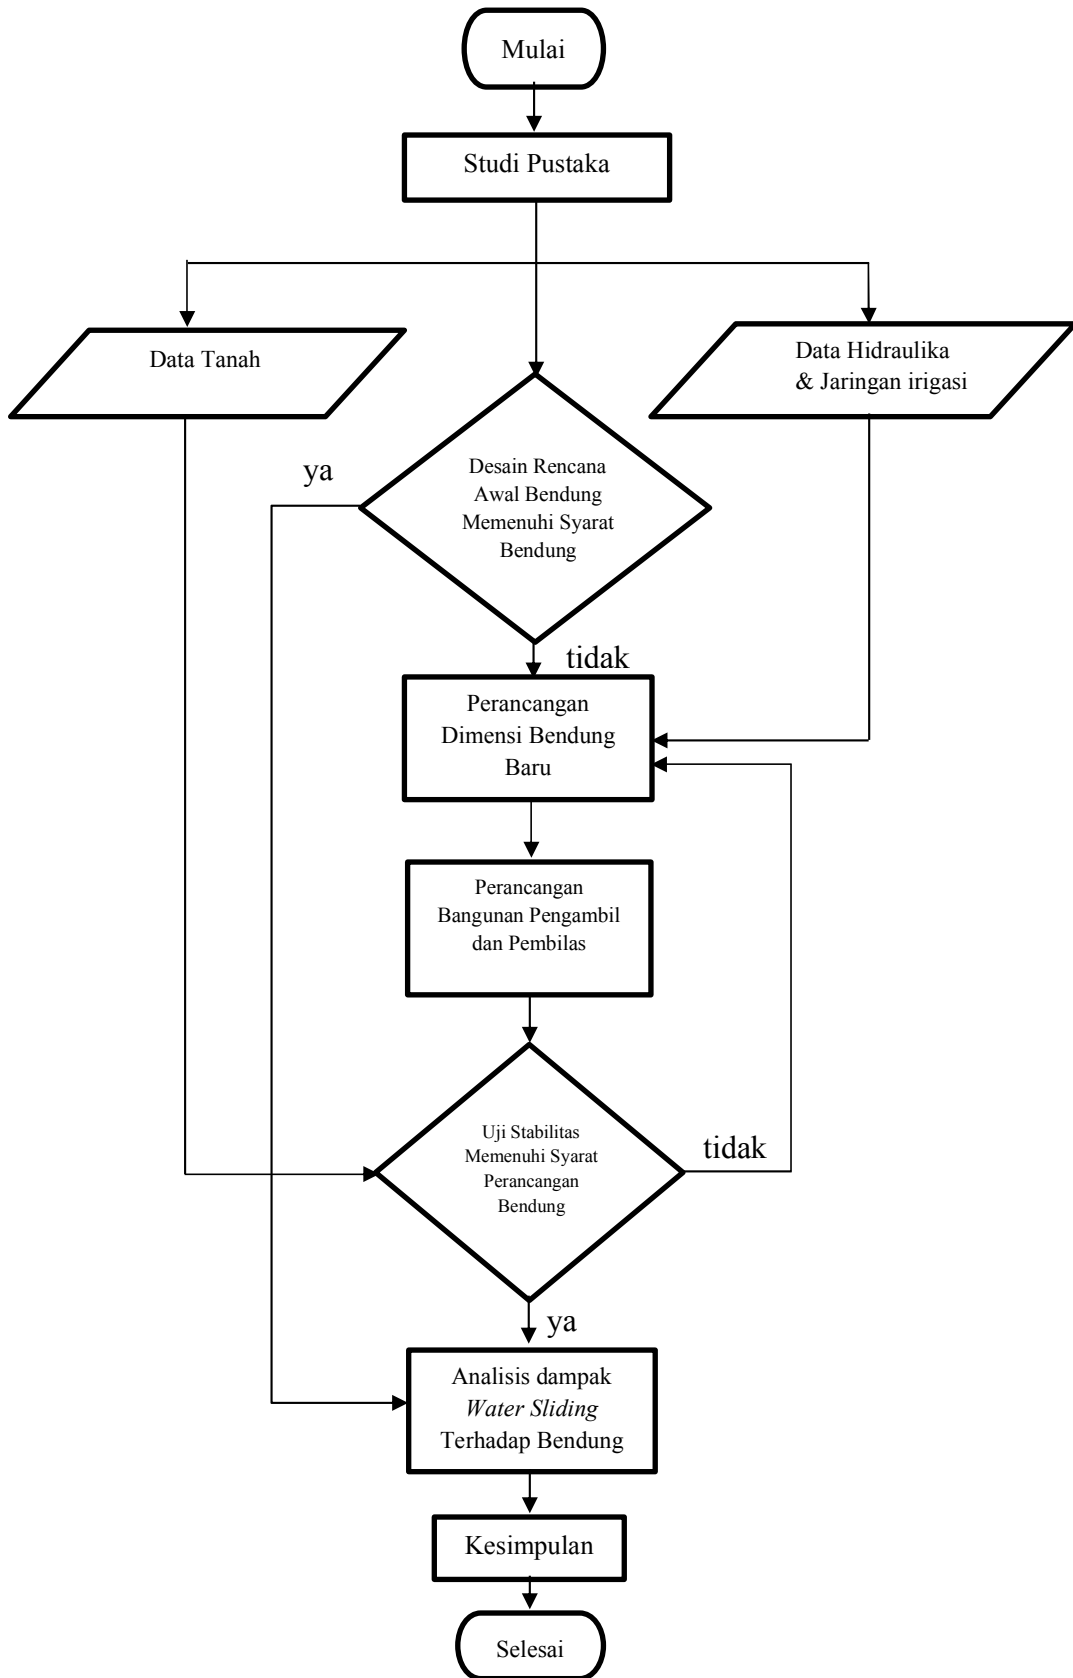 Mulai
Studi Pustaka
Data Tanah
Data Hidraulika
& Jaringan irigasi
ya
Desain Rencana
Awal Bendung
Memenuhi Syarat
Bendung
tidak
Perancangan
Dimensi Bendung
Baru
Perancangan
Bangunan Pengambil
dan Pembilas
Uji Stabilitas
Memenuhi Syarat
Perancangan
Bendung
tidak
ya
Analisis dampak
Water Sliding
Terhadap Bendung
Kesimpulan
Selesai